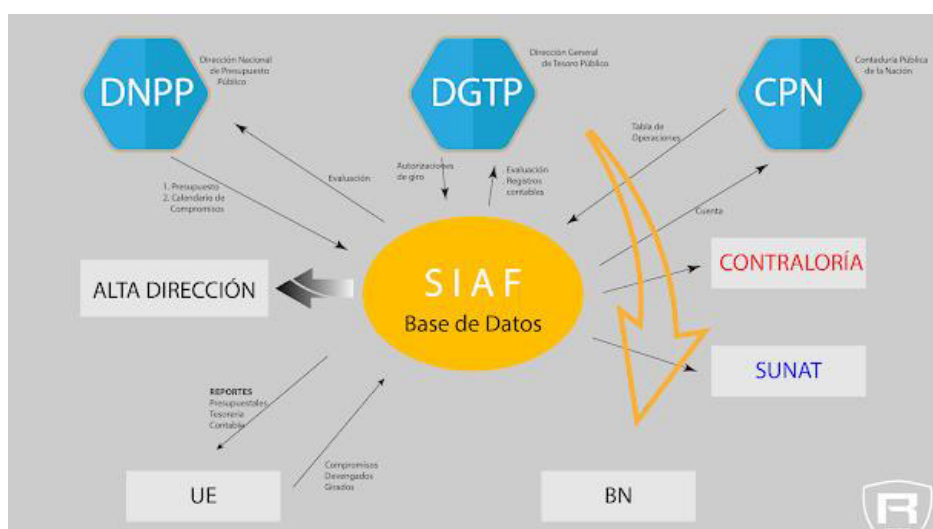 DNPP
Dirección Nacional
de Presupuesto
Público
DGTP
Dirección General
de Tesoro Público
CPN
Contaduría Pública
de la Nación
Tabla de
Operaciones
Evaluación
Autorizaciones
de giro
Evaluación
Registros
contables
1. Presupuesto
2. Calendario de
Compromisos
Cuenta
SIAF
Base de Datos
ALTA DIRECCIÓN
CONTRALORÍA
SUNAT
REPORTES
Presupuestales
Tesorería
Contable
Compromisos
Devengados
Girados
UE
BN
R